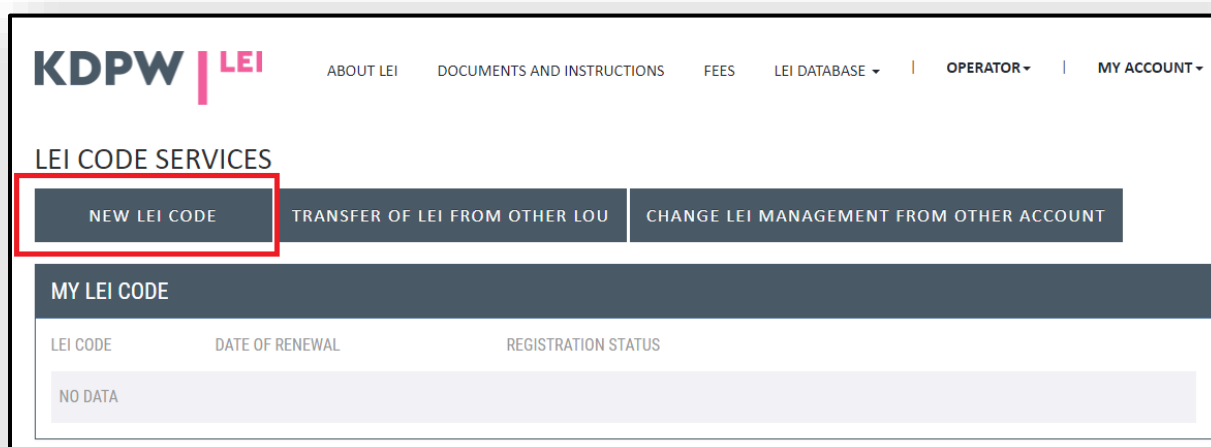 KDPW | LEI ABOUT LEI DOCUMENTS AND INSTRUCTIONS FEES LEI DATABASE | OPERATOR | MY ACCOUNT
LEI CODE SERVICES
NEW LEI CODE TRANSFER OF LEI FROM OTHER LOU CHANGE LEI MANAGEMENT FROM OTHER ACCOUNT
MY LEI CODE
LEI CODE DATE OF RENEWAL REGISTRATION STATUS
NO DATA